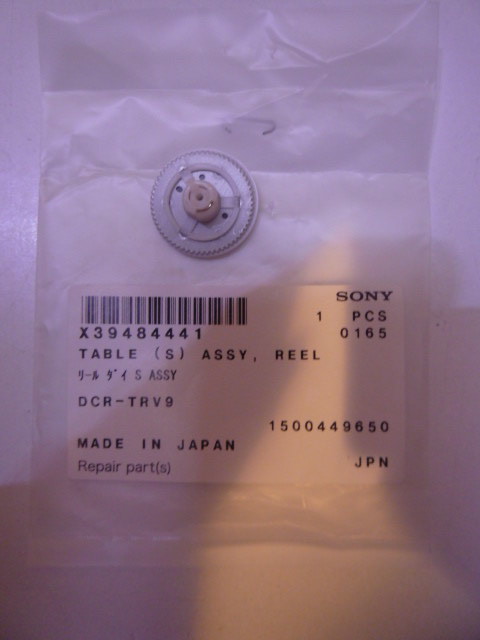 SONY
1 PCS
X39484441 0165
TABLE (S) ASSY, REEL
ﾘｰﾙ ﾀﾞｲ S ASSY
DCR-TRV9
1500449650
MADE IN JAPAN
Repair part(s) JPN